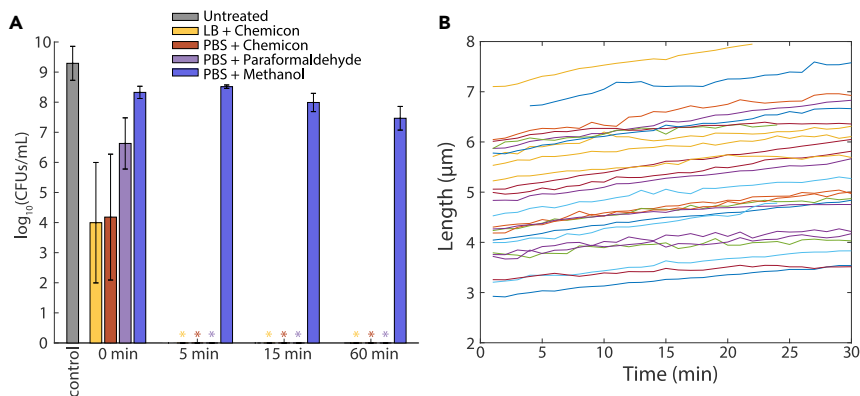 A
Untreated
LB + Chemicon
PBS + Chemicon
PBS + Paraformaldehyde
PBS + Methanol
log10(CFUs/mL)
10
9
8
7
6
5
4
3
2
1
0
* * *
* * *
* * *
control
0 min
5 min
15 min
60 min
B
Length (μm)
8
7
6
5
4
3
2
5
10
15
20
25
30
Time (min)